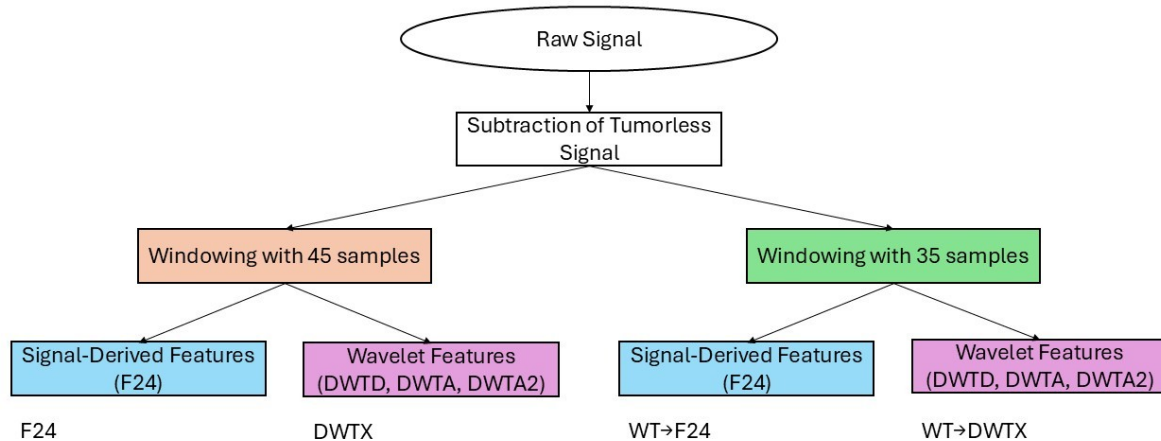 Raw Signal
Subtraction of Tumorless
Signal
Windowing with 45 samples
Windowing with 35 samples
Signal-Derived Features
(F24)
Wavelet Features
(DWTD, DWTA, DWTA2)
Signal-Derived Features
(F24)
Wavelet Features
(DWTD, DWTA, DWTA2)
F24
DWTX
WT→F24
WT→DWTX